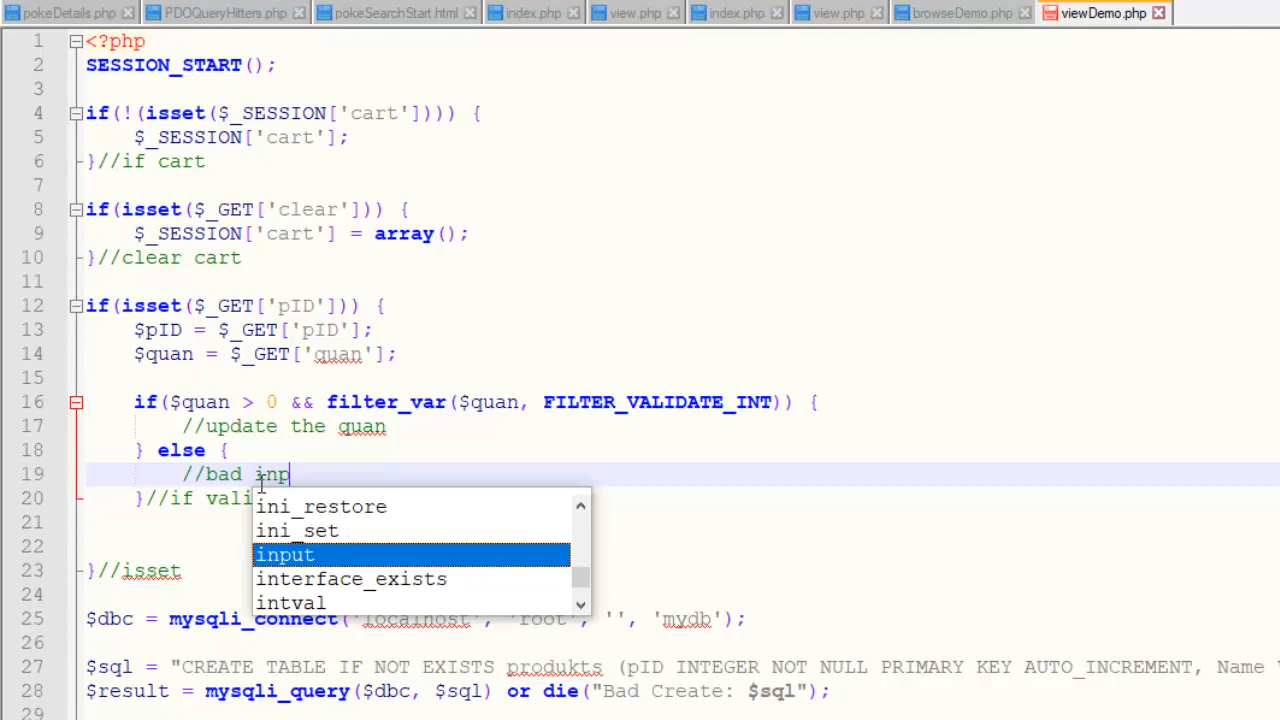 pokeDetails.php PDOQueryHitters.php pokeSearchStart.html index.php view.php index.php view.php browseDemo.php viewDemo.php
1 <?php
2 SESSION_START();
3
4 if(!(isset($_SESSION['cart']))) {
5 $_SESSION['cart'];
6 }//if cart
7
8 if(isset($_GET['clear'])) {
9 $_SESSION['cart'] = array();
10 }//clear cart
11
12 if(isset($_GET['pID'])) {
13 $pID = $_GET['pID'];
14 $quan = $_GET['quan'];
15
16 if($quan > 0 && filter_var($quan, FILTER_VALIDATE_INT)) {
17 //update the quan
18 } else {
19 //bad inp
20 }//if vali
ini_restore
21
ini_set
22
input
23 }//isset
interface_exists
24
intval
25 $dbc = mysqli_connect('localhost', 'root', '', 'mydb');
26
27 $sql = "CREATE TABLE IF NOT EXISTS produkts (pID INTEGER NOT NULL PRIMARY KEY AUTO_INCREMENT, Name
28 $result = mysqli_query($dbc, $sql) or die("Bad Create: $sql");
29